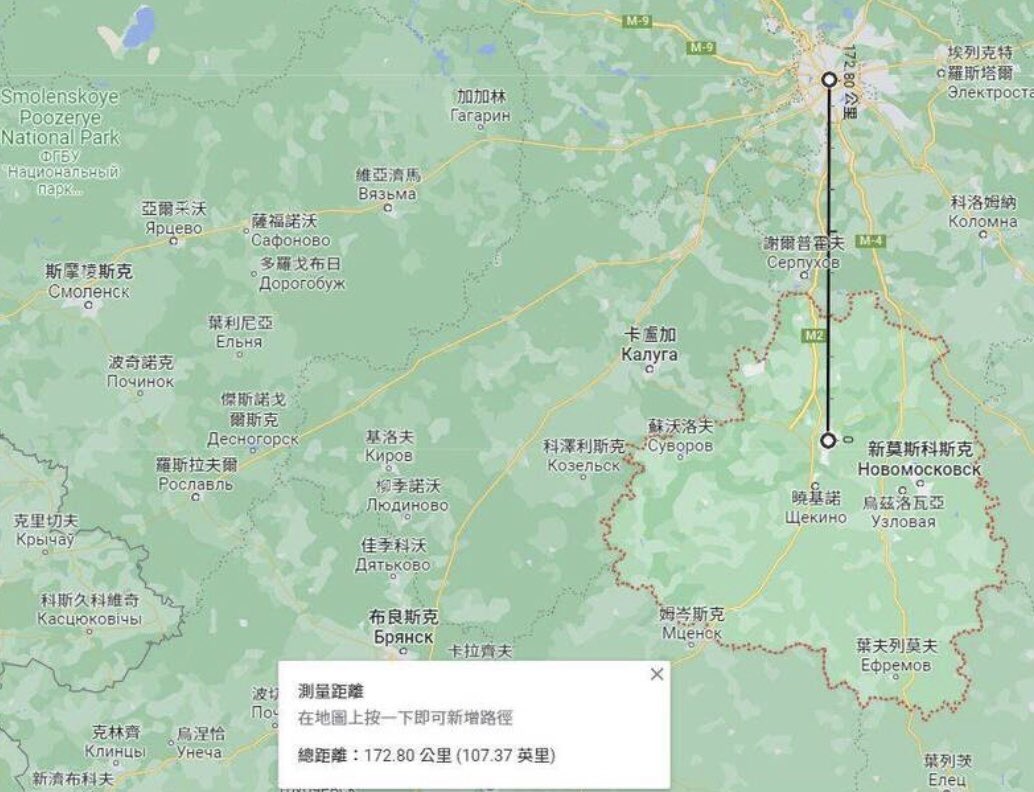 M-9
M-9
172.80 公里
埃列克特
羅斯塔爾
Электроста
Smolenskoye
Poozerye
National Park
ФГБУ
"Национальный
парк...
加加林
Гагарин
維亞濟馬
Вязьма
亞爾采沃
Ярцево
薩福諾沃
Сафоново
科洛姆納
Коломна
謝爾普霍夫
Серпухов
M-4
斯摩棱斯克
Смоленск
多羅戈布日
Дорогобуж
葉利尼亞
Ельня
卡盧加
Калуга
M2
波奇諾克
Починок
傑斯諾戈
爾斯克
Десногорск
基洛夫
Киров
科澤利斯克
Козельск
蘇沃洛夫
Суворов
0
新莫斯科斯克
Новомосковск
羅斯拉夫爾
Рославль
柳季諾沃
Людиново
曉基諾
Щекино
烏茲洛瓦亞
Узловая
克里切夫
Крычаў
佳季科沃
Дятьково
科斯久科維奇
Касцюковічы
布良斯克
Брянск
卡拉齊夫
姆岑斯克
Мценск
葉夫列莫夫
Ефремов
測量距離
在地圖上按一下即可新增路徑
總距離：172.80 公里 (107.37 英里)
克林齊
Клинцы
烏涅恰
Унеча
新濟布科夫
葉列茨
Елец